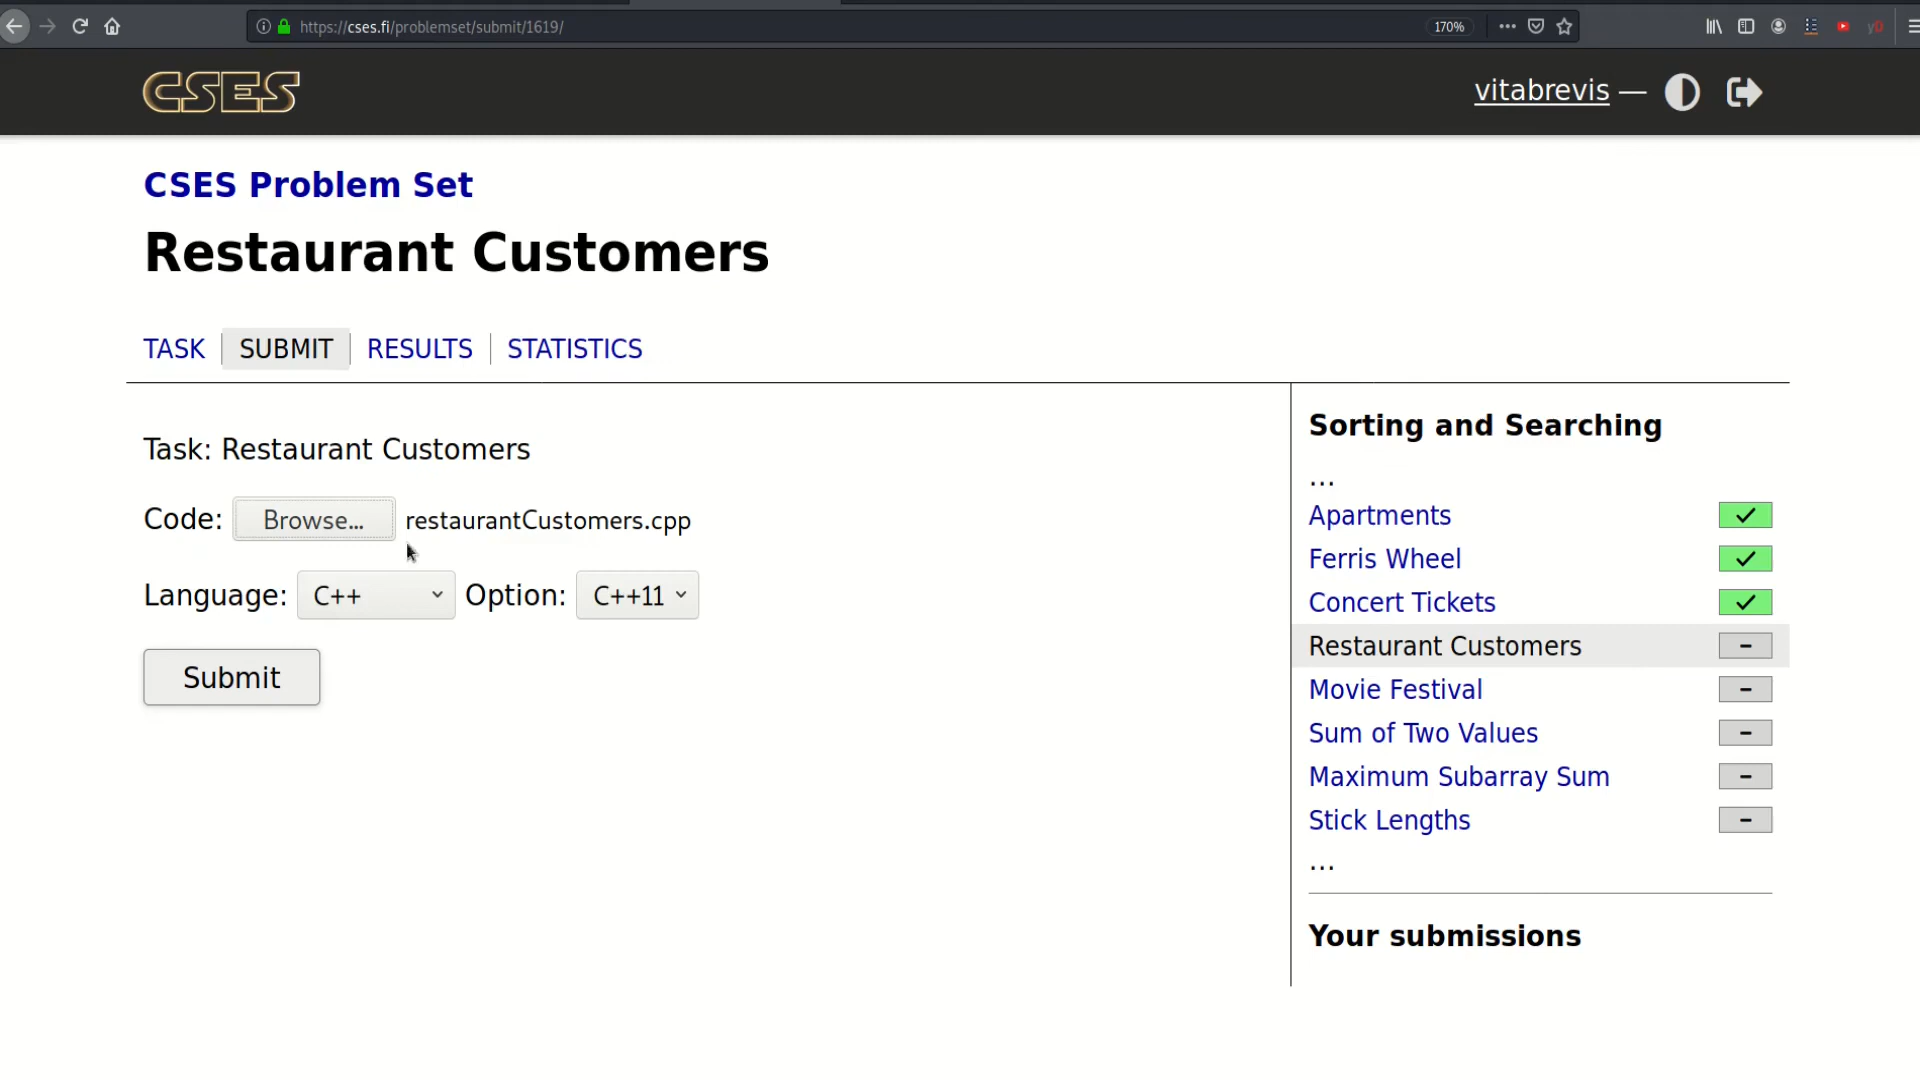 https://cses.fi/problemset/submit/1619/
170%
CSES
vitabrevis —
CSES Problem Set
Restaurant Customers
TASK
SUBMIT
RESULTS
STATISTICS
Task: Restaurant Customers
Code: Browse... restaurantCustomers.cpp
Language: C++ Option: C++11
Submit
Sorting and Searching
...
Apartments
Ferris Wheel
Concert Tickets
Restaurant Customers –
Movie Festival –
Sum of Two Values –
Maximum Subarray Sum –
Stick Lengths –
...
Your submissions